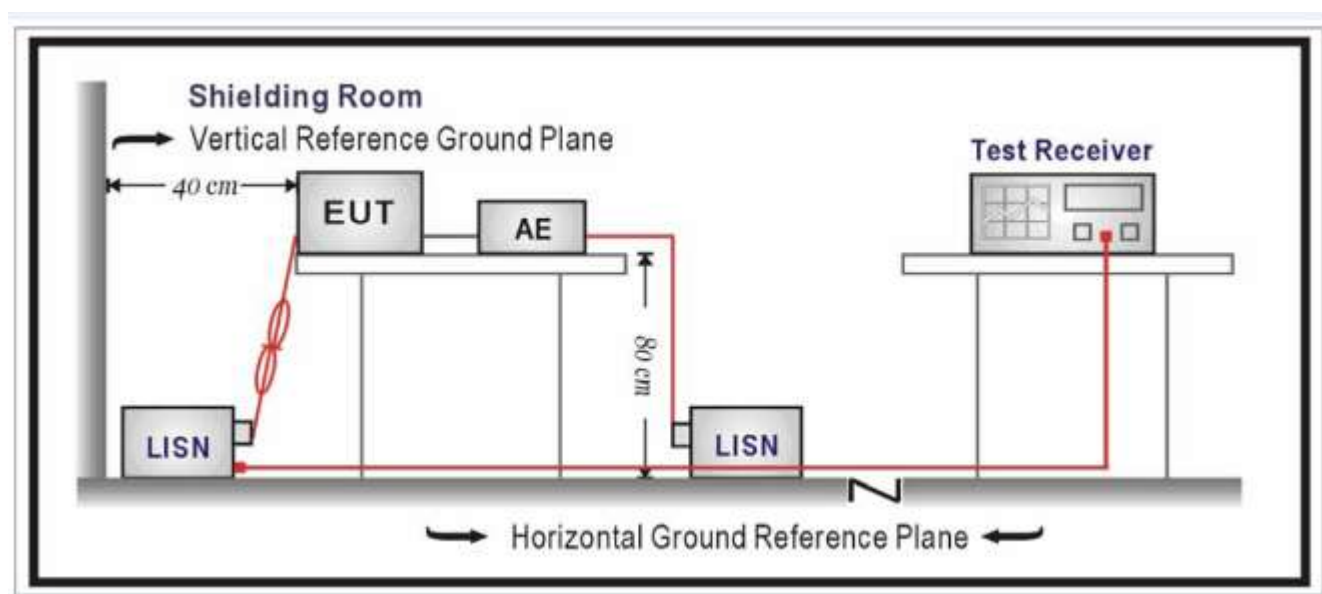 Shielding Room
Vertical Reference Ground Plane
40 cm
EUT
AE
Test Receiver
80 cm
LISN
LISN
Horizontal Ground Reference Plane